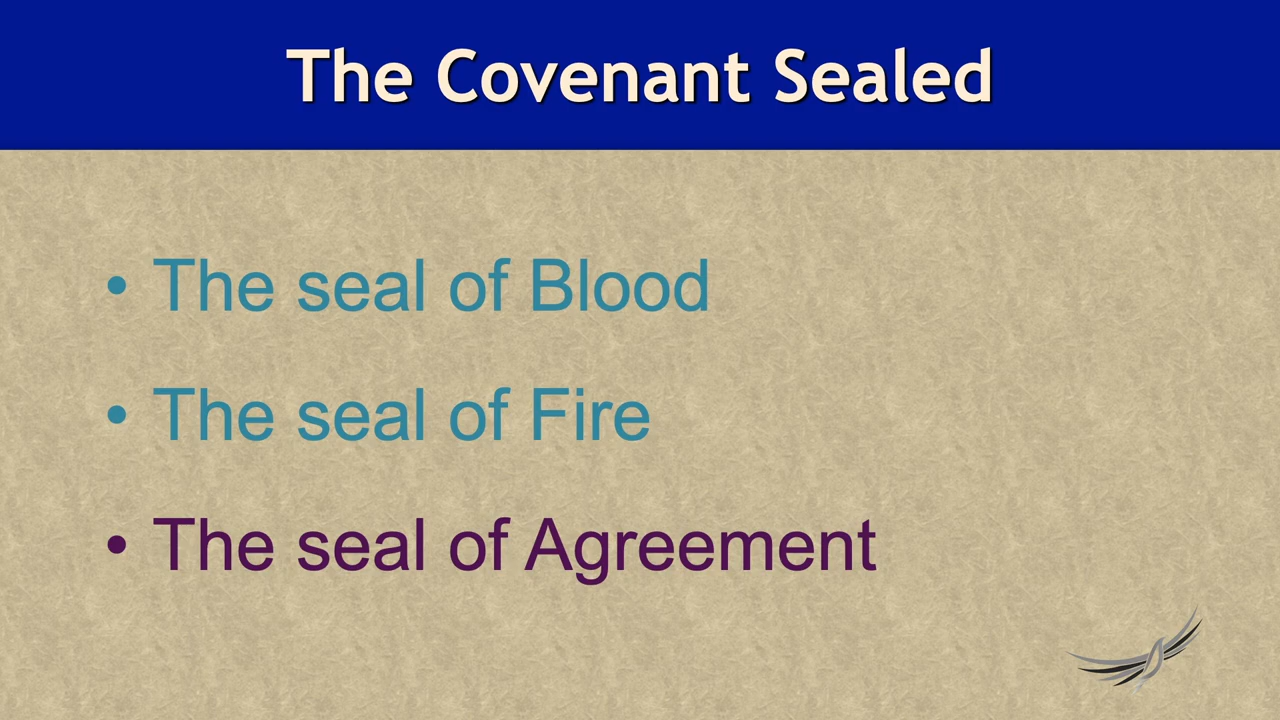 The Covenant Sealed
• The seal of Blood
• The seal of Fire
• The seal of Agreement